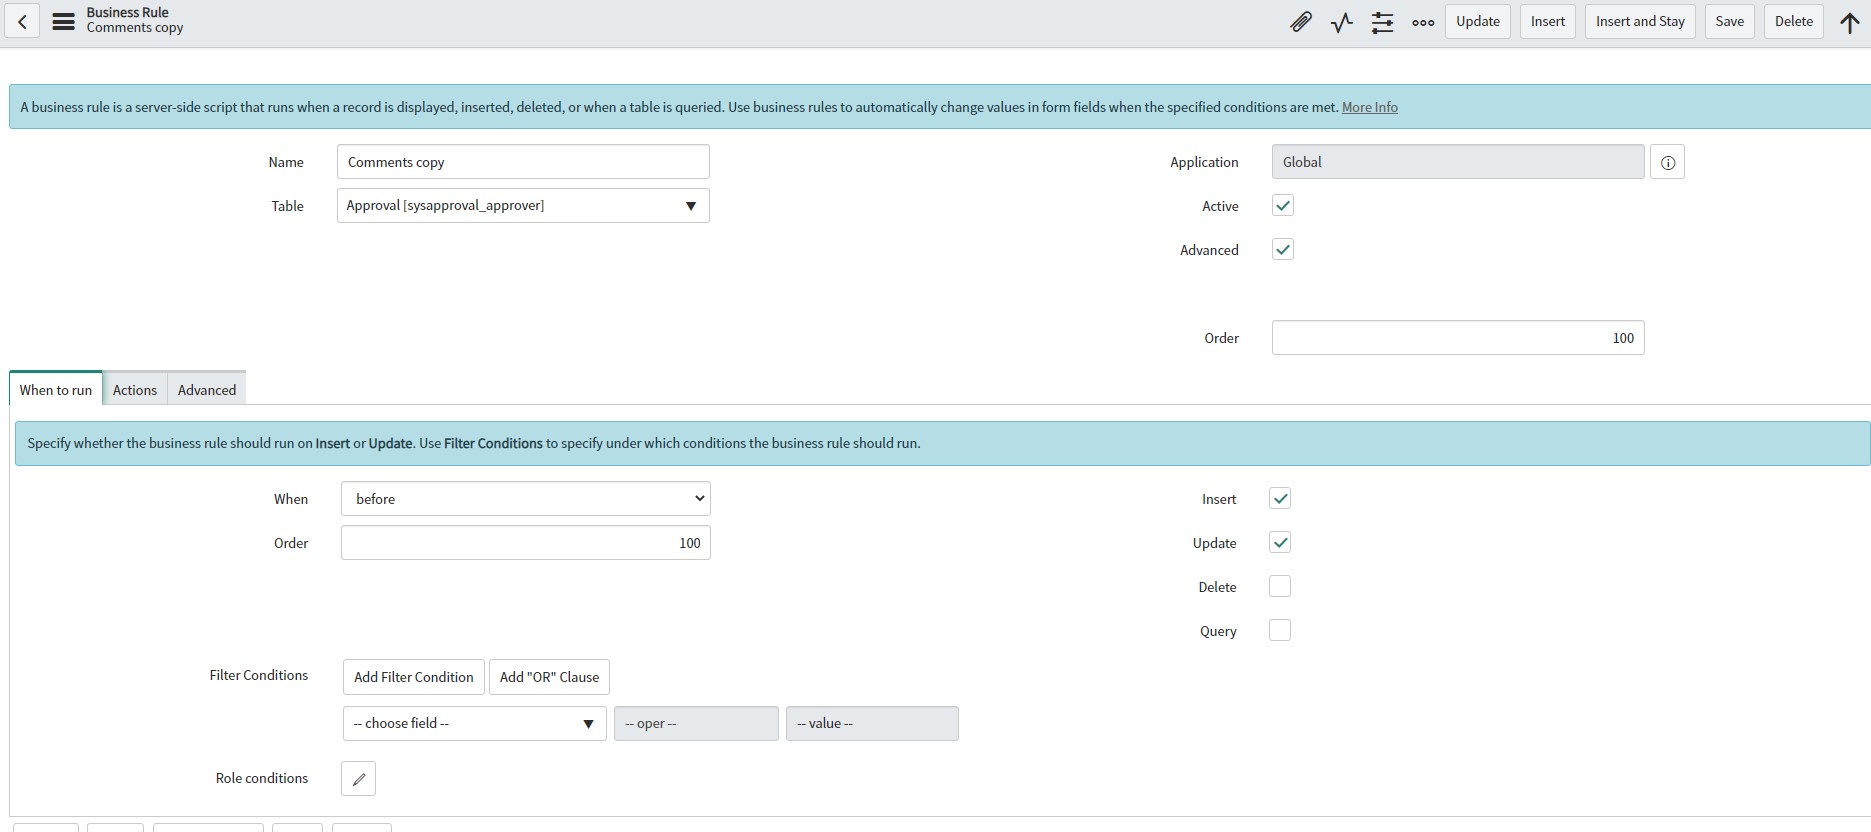 Business Rule
Comments copy
Update Insert Insert and Stay Save Delete
A business rule is a server-side script that runs when a record is displayed, inserted, deleted, or when a table is queried. Use business rules to automatically change values in form fields when the specified conditions are met. More Info
Name Comments copy Application Global
Table Approval [sysapproval_approver] Active
Advanced
Order 100
When to run Actions Advanced
Specify whether the business rule should run on Insert or Update. Use Filter Conditions to specify under which conditions the business rule should run.
When before Insert
Order 100 Update
Delete
Query
Filter Conditions Add Filter Condition Add "OR" Clause
-- choose field -- -- oper -- -- value --
Role conditions